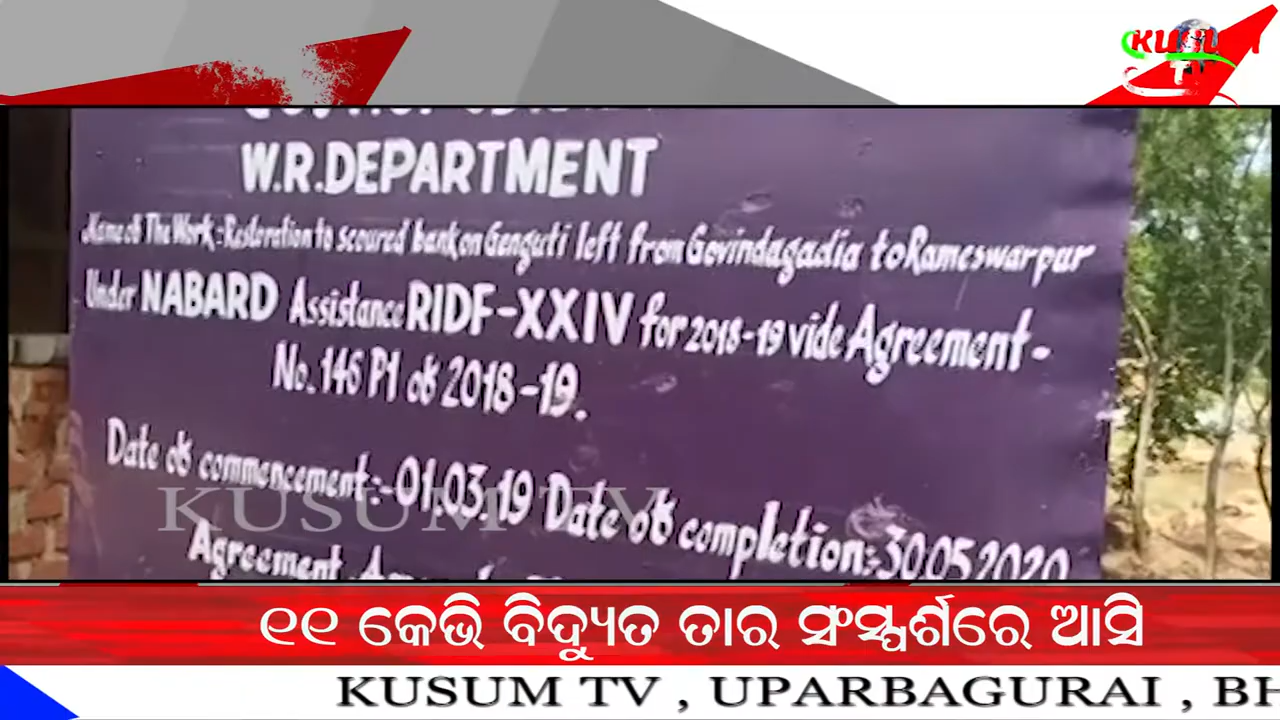 KUSUM
TV
W.R.DEPARTMENT
Name of The Work:-Restoration to scoured bank on Genguti left from Govindagadia to Rameswarpur
Under NABARD Assistance RIDF-XXIV for 2018-19 vide Agreement-
No. 146 P1 of 2018-19.
Date of commencement:-01.03.19 Date of completion:-30.05.2020
KUSUM TV
Agreement
୧୧ କେଭି ବିଦ୍ୟୁତ ତାର ସଂସ୍ପର୍ଶରେ ଆସି
KUSUM TV , UPARBAGURAI , BH